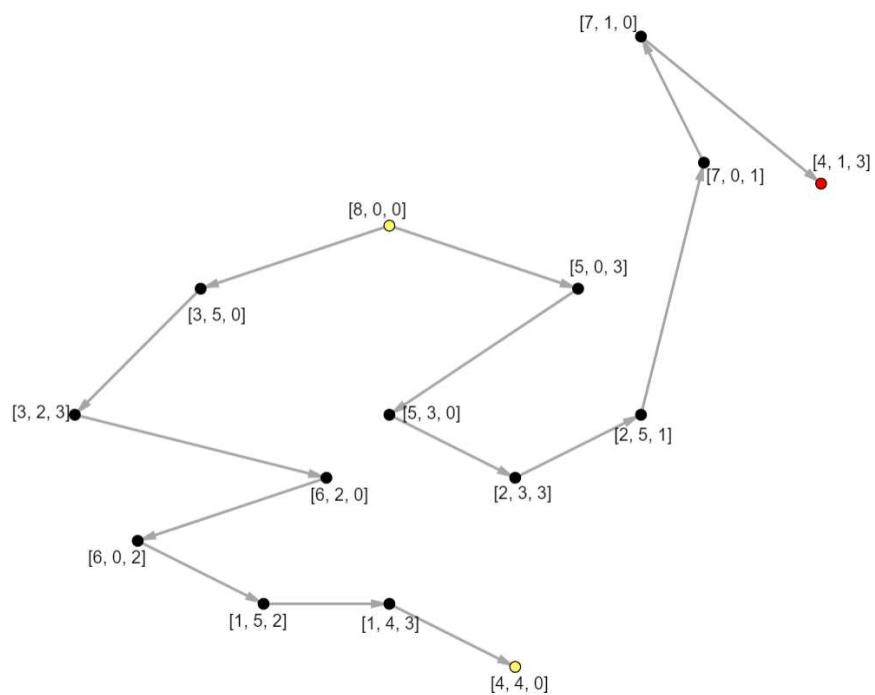 [7, 1, 0]
[4, 1, 3]
[7, 0, 1]
[8, 0, 0]
[5, 0, 3]
[3, 5, 0]
[3, 2, 3]
[5, 3, 0]
[2, 5, 1]
[6, 2, 0]
[2, 3, 3]
[6, 0, 2]
[1, 5, 2]
[1, 4, 3]
[4, 4, 0]